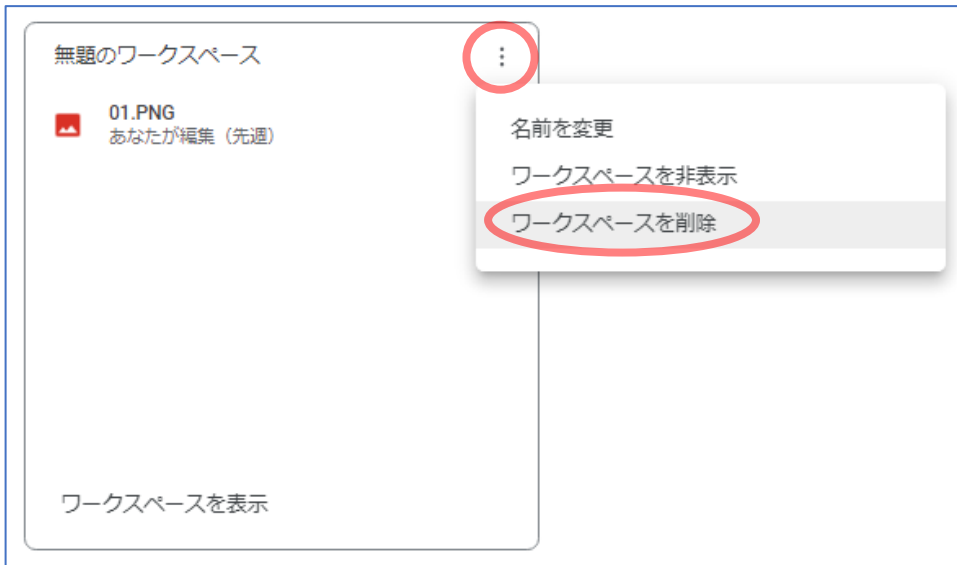 無題のワークスペース
01.PNG
あなたが編集（先週）
名前を変更
ワークスペースを非表示
ワークスペースを削除
ワークスペースを表示